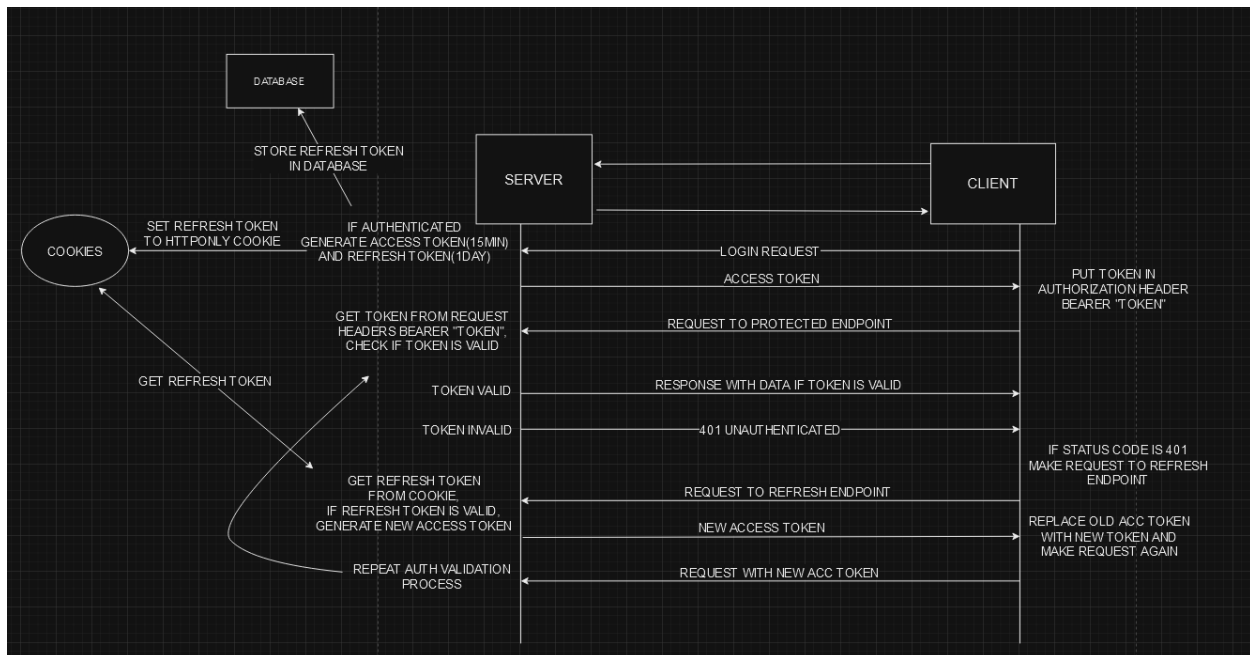 DATABASE
STORE REFRESH TOKEN
IN DATABASE
SERVER
CLIENT
COOKIES
SET REFRESH TOKEN
TO HTTPONLY COOKIE
IF AUTHENTICATED
GENERATE ACCESS TOKEN(15MIN)
AND REFRESH TOKEN(1DAY)
LOGIN REQUEST
ACCESS TOKEN
PUT TOKEN IN
AUTHORIZATION HEADER
BEARER "TOKEN"
GET TOKEN FROM REQUEST
HEADERS BEARER "TOKEN",
CHECK IF TOKEN IS VALID
REQUEST TO PROTECTED ENDPOINT
GET REFRESH TOKEN
TOKEN VALID
RESPONSE WITH DATA IF TOKEN IS VALID
TOKEN INVALID
401 UNAUTHENTICATED
IF STATUS CODE IS 401
MAKE REQUEST TO REFRESH
ENDPOINT
GET REFRESH TOKEN
FROM COOKIE,
IF REFRESH TOKEN IS VALID,
GENERATE NEW ACCESS TOKEN
REQUEST TO REFRESH ENDPOINT
NEW ACCESS TOKEN
REPLACE OLD ACC TOKEN
WITH NEW TOKEN AND
MAKE REQUEST AGAIN
REPEAT AUTH VALIDATION
PROCESS
REQUEST WITH NEW ACC TOKEN